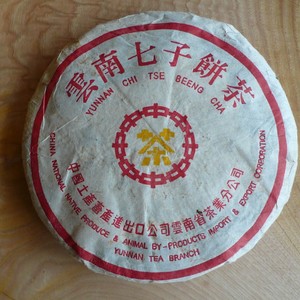 雲南七子餅茶
YUNNAN CHI TSE BEENG CHA
茶
中國土產畜產進出口公司雲南省茶葉分公司
CHINA NATIONAL NATIVE PRODUCE & ANIMAL BY-PRODUCTS IMPORT & EXPORT CORPORATION
YUNNAN TEA BRANCH